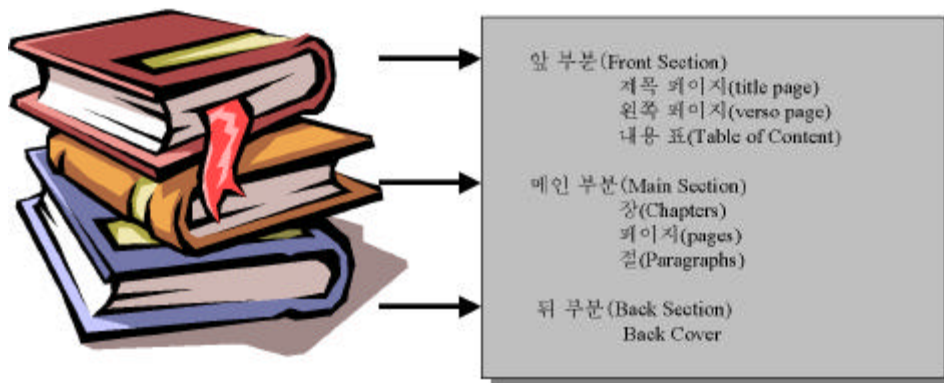 앞 부분(Front Section)
제목 페이지(title page)
왼쪽 페이지(verso page)
내용 표(Table of Content)
메인 부분(Main Section)
장(Chapters)
페이지(pages)
절(Paragraphs)
뒤 부분(Back Section)
Back Cover